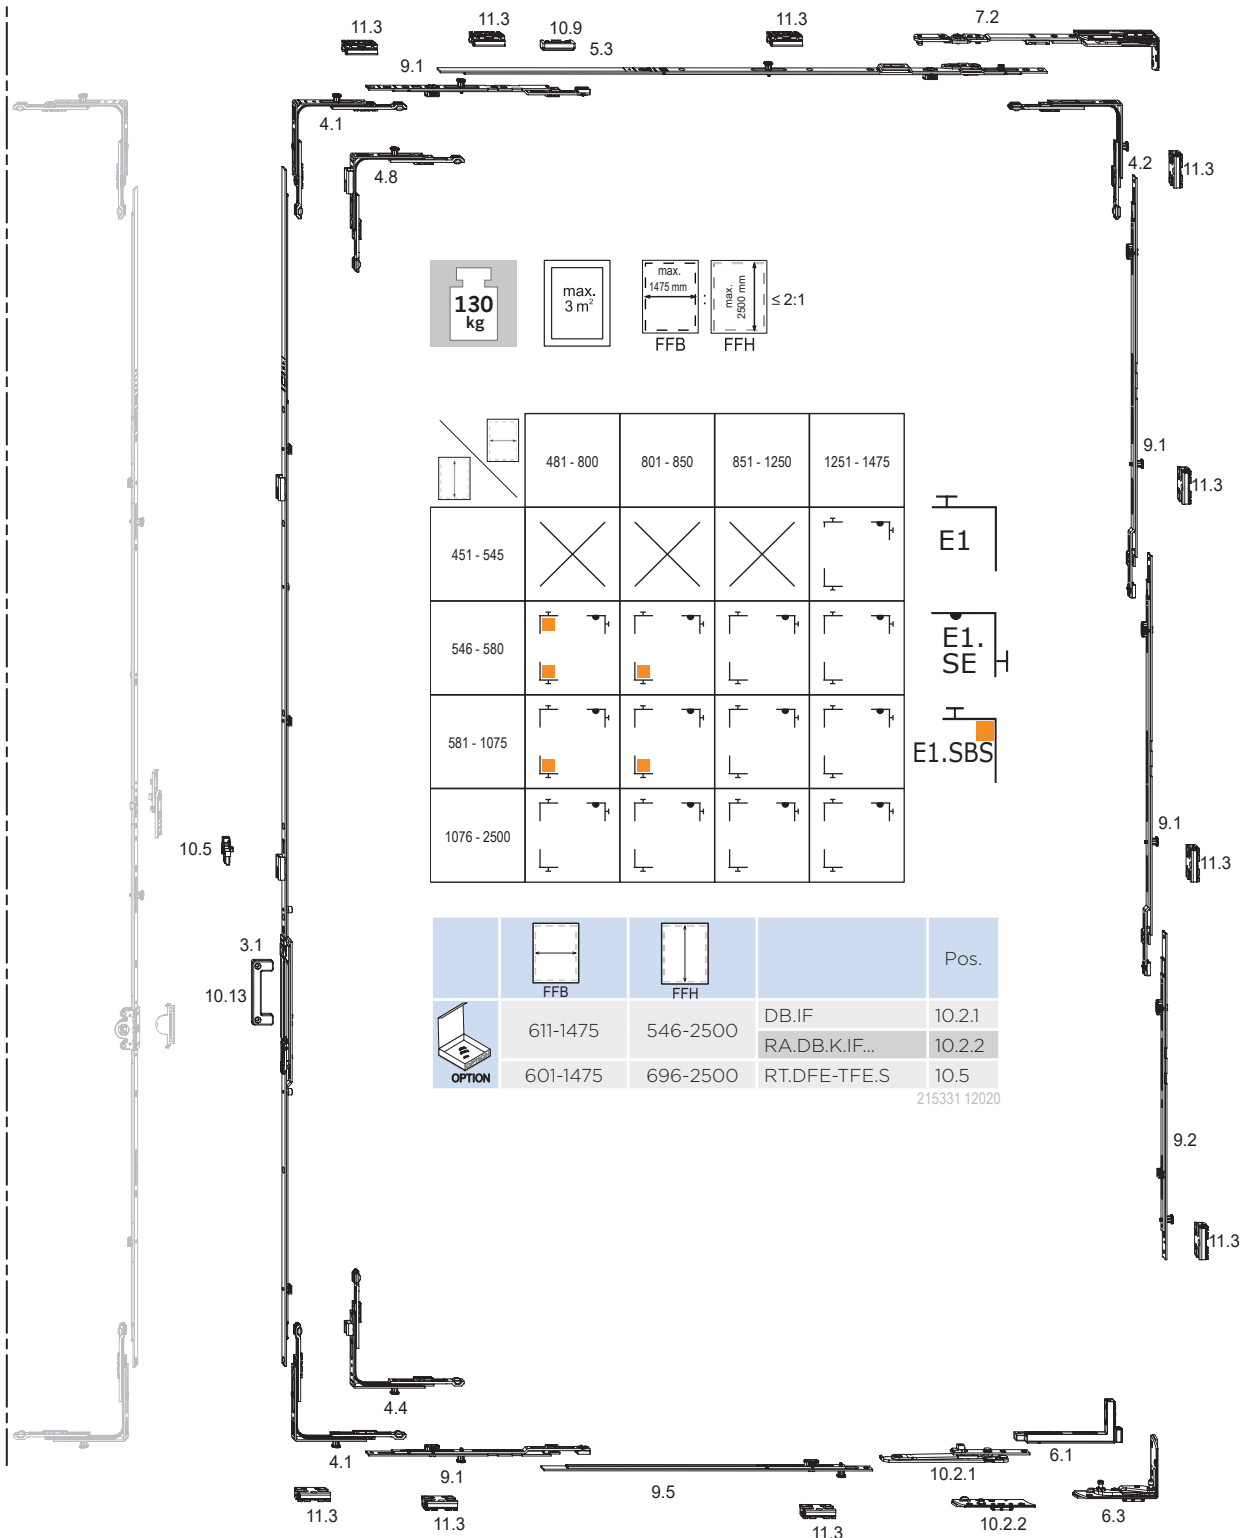 11.3
11.3
10.9
5.3
11.3
7.2
9.1
4.1
4.8
4.2
11.3
130
kg
max.
3 m²
max.
1475 mm
FFB
:
max.
2500 mm
FFH
≤ 2:1
9.1
11.3
481 - 800
801 - 850
851 - 1250
1251 - 1475
451 - 545
546 - 580
581 - 1075
1076 - 2500
E1
E1.
SE
E1.SBS
9.1
11.3
10.5
3.1
10.13
FFB
FFH
Pos.
OPTION
611-1475
546-2500
DB.IF
10.2.1
RA.DB.K.IF...
10.2.2
601-1475
696-2500
RT.DFE-TFE.S
10.5
215331 12020
9.2
11.3
4.4
4.1
9.1
9.5
10.2.1
6.1
11.3
11.3
11.3
10.2.2
6.3